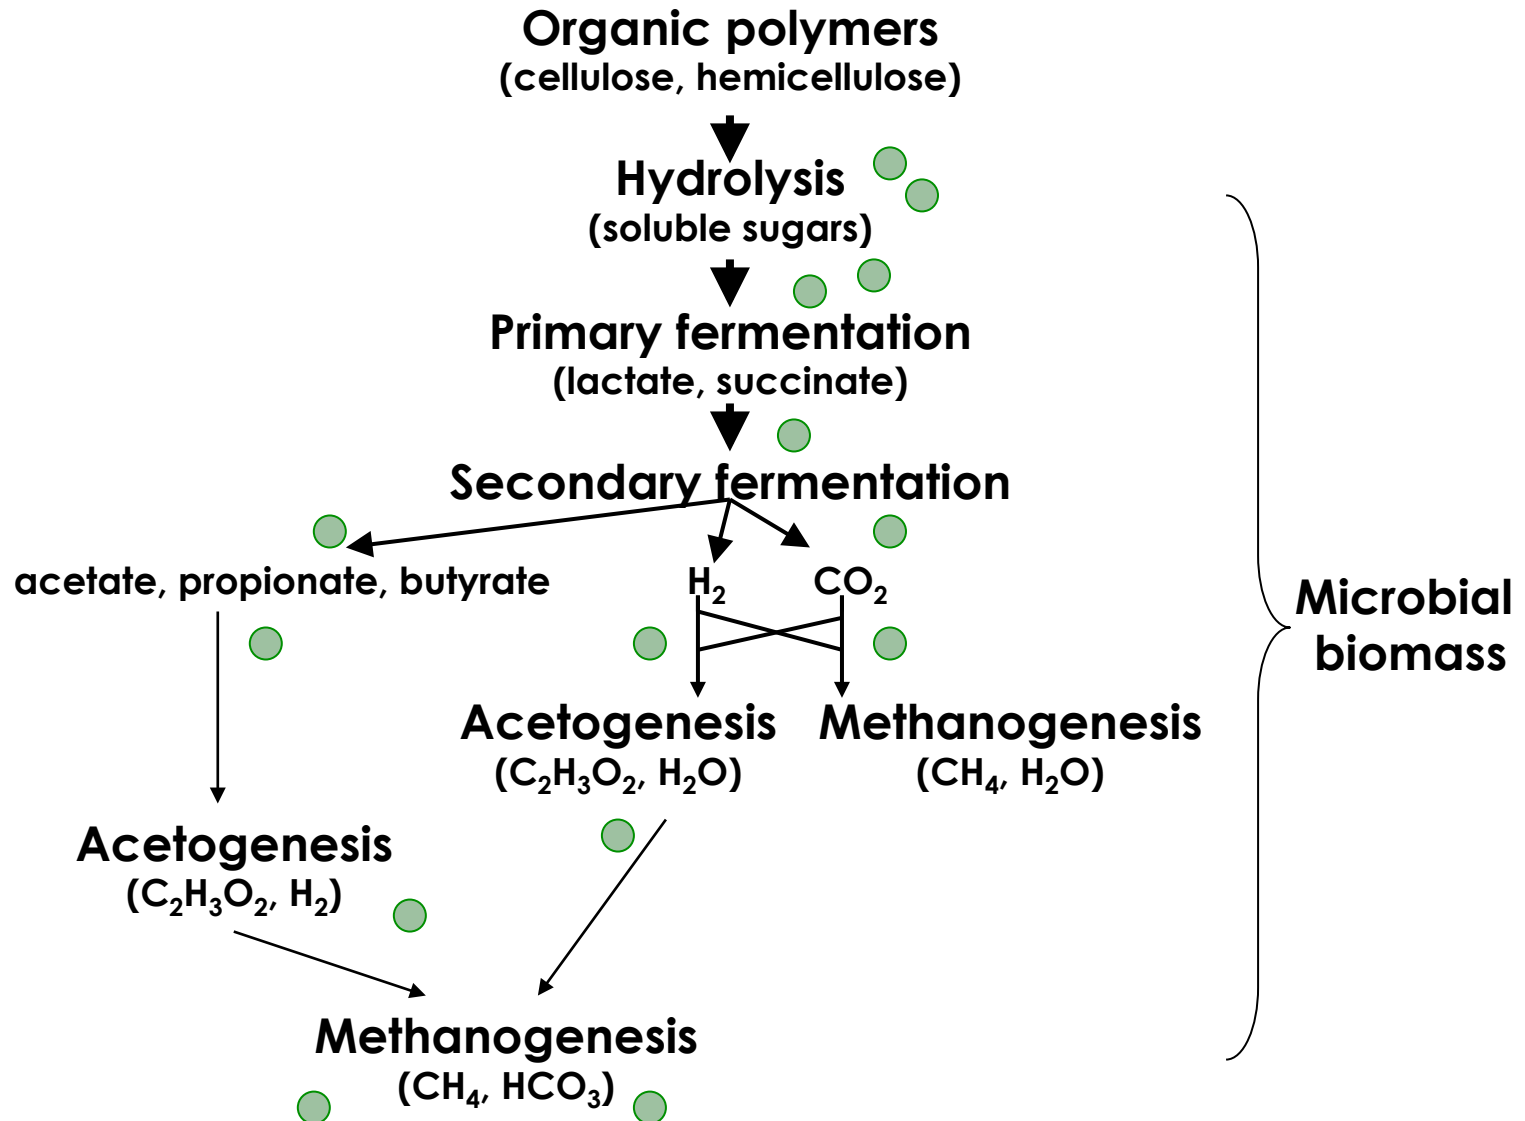 Organic polymers
(cellulose, hemicellulose)
Hydrolysis
(soluble sugars)
Primary fermentation
(lactate, succinate)
Secondary fermentation
acetate, propionate, butyrate
H₂
CO₂
Microbial
biomass
Acetogenesis
(C₂H₃O₂, H₂O)
Methanogenesis
(CH₄, H₂O)
Acetogenesis
(C₂H₃O₂, H₂)
Methanogenesis
(CH₄, HCO₃)